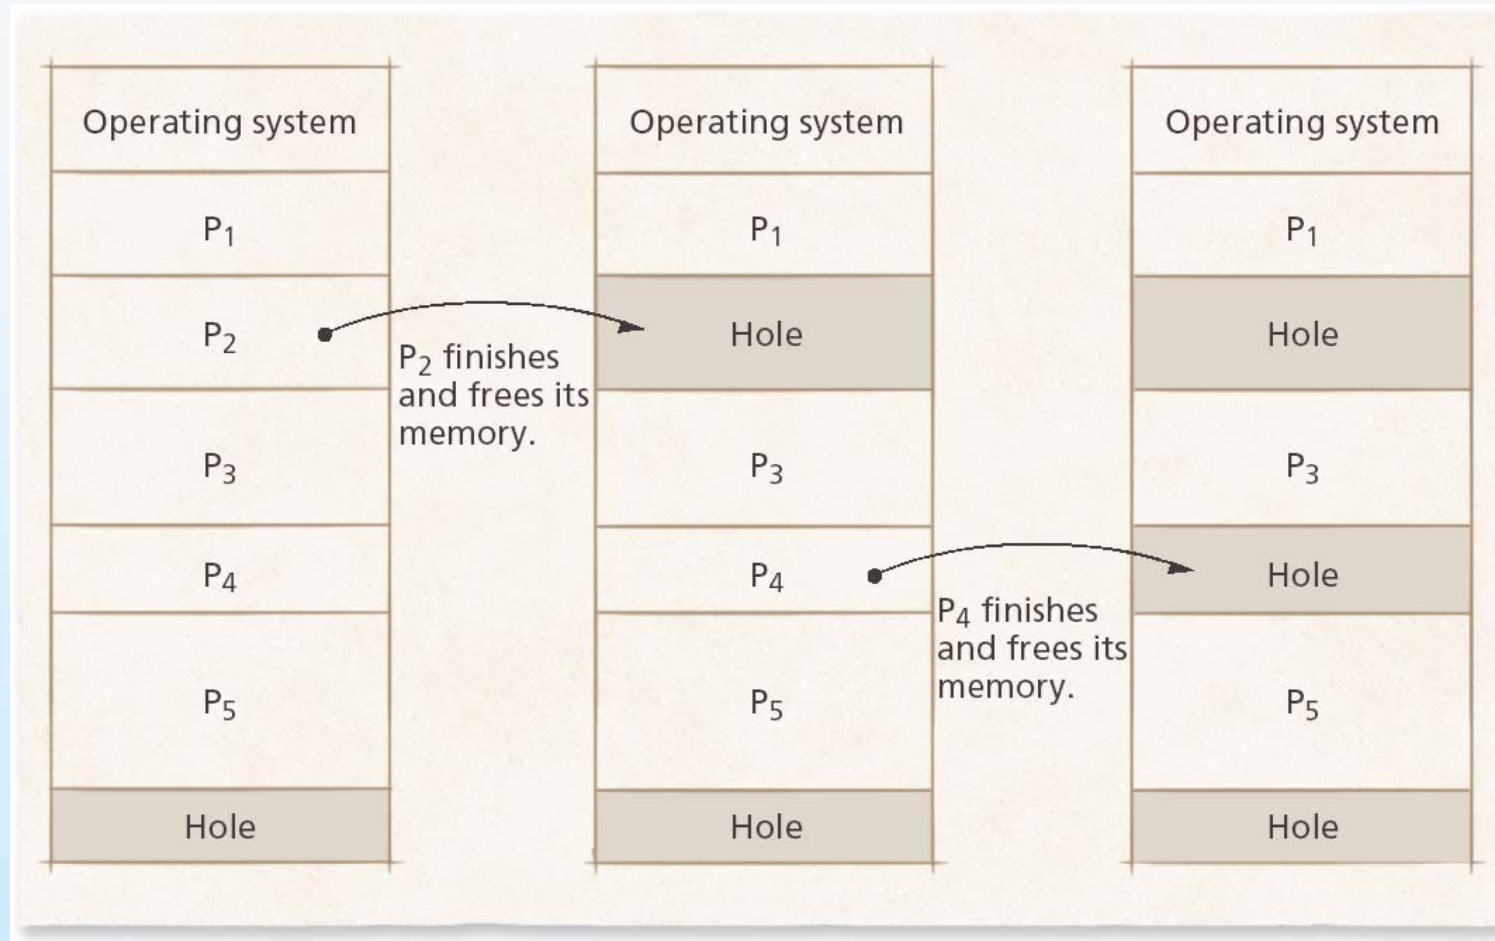 Operating system
P1
P2
P3
P4
P5
Hole
P2 finishes
and frees its
memory.
Operating system
P1
Hole
P3
P4
P5
Hole
P4 finishes
and frees its
memory.
Operating system
P1
Hole
P3
Hole
P5
Hole